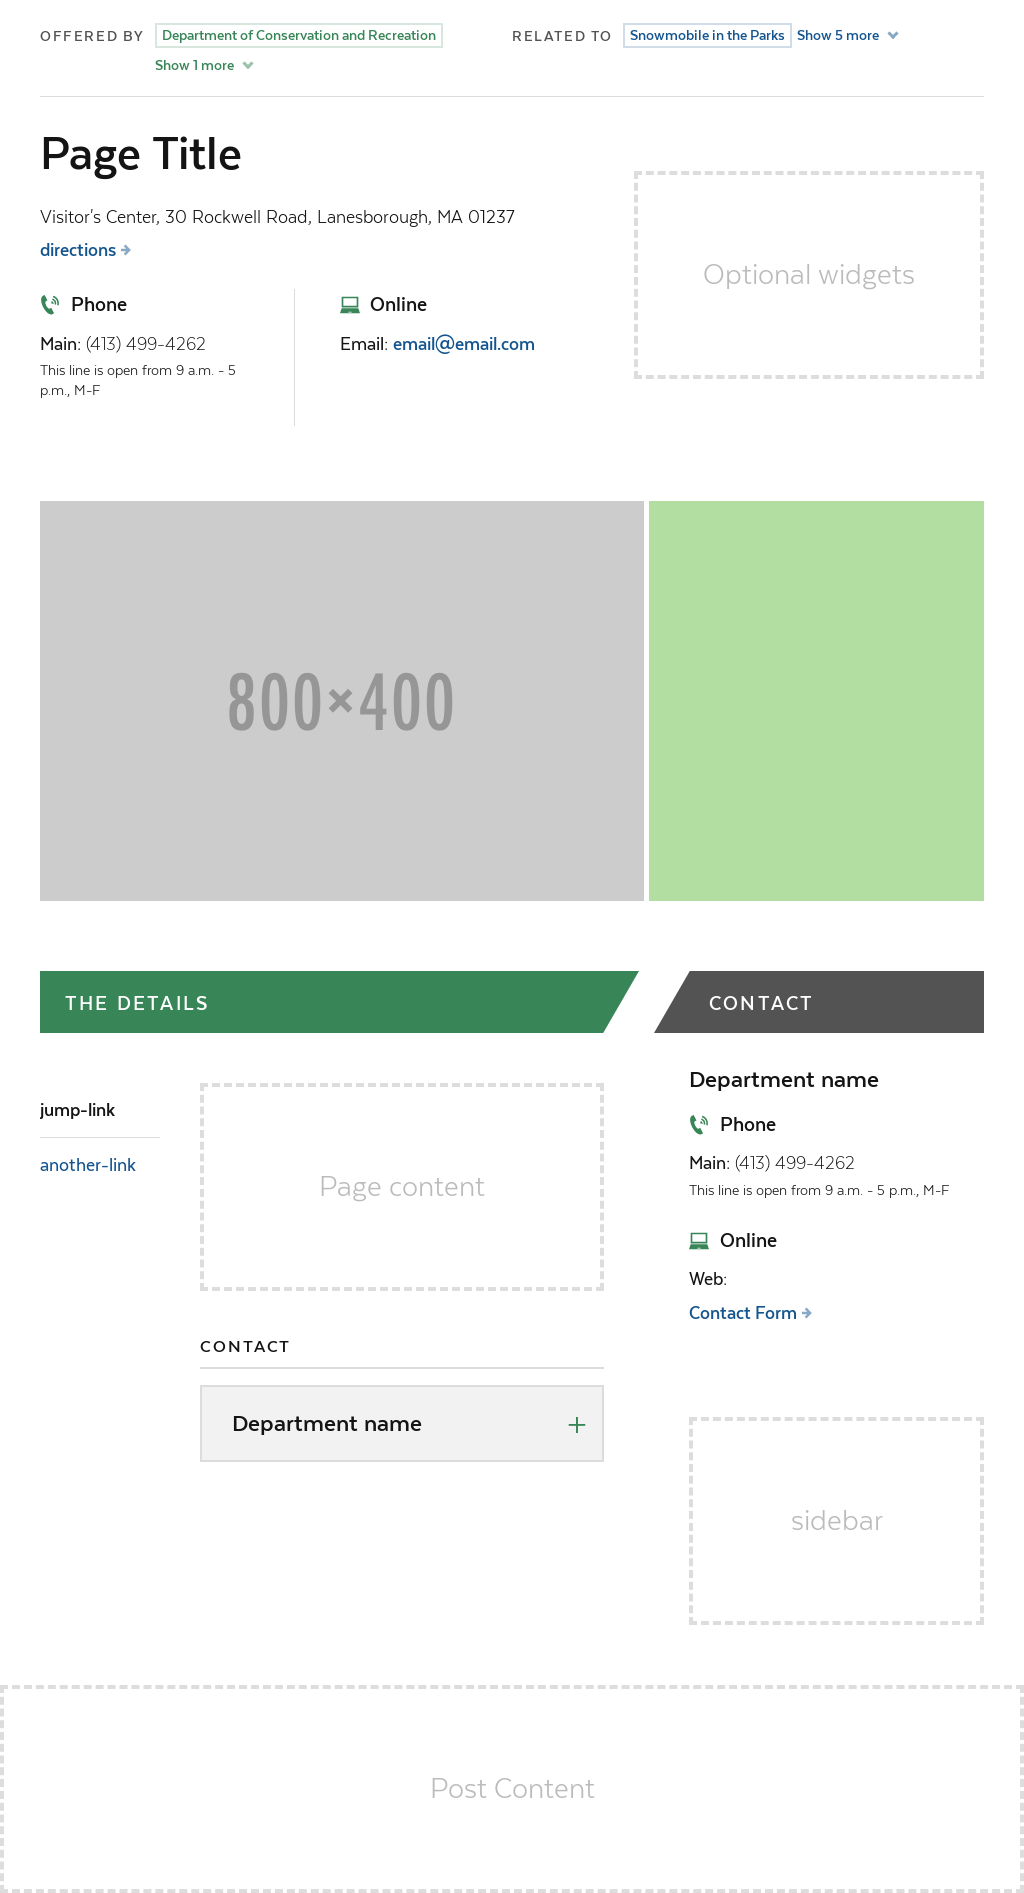 OFFERED BY Department of Conservation and Recreation
Show 1 more
RELATED TO Snowmobile in the Parks Show 5 more
Page Title
Visitor's Center, 30 Rockwell Road, Lanesborough, MA 01237
directions
Phone
Main: (413) 499-4262
This line is open from 9 a.m. - 5
p.m., M-F
Online
Email: email@email.com
Optional widgets
800×400
THE DETAILS
jump-link
another-link
Page content
CONTACT
Department name
CONTACT
Department name
Phone
Main: (413) 499-4262
This line is open from 9 a.m. - 5 p.m., M-F
Online
Web:
Contact Form
sidebar
Post Content